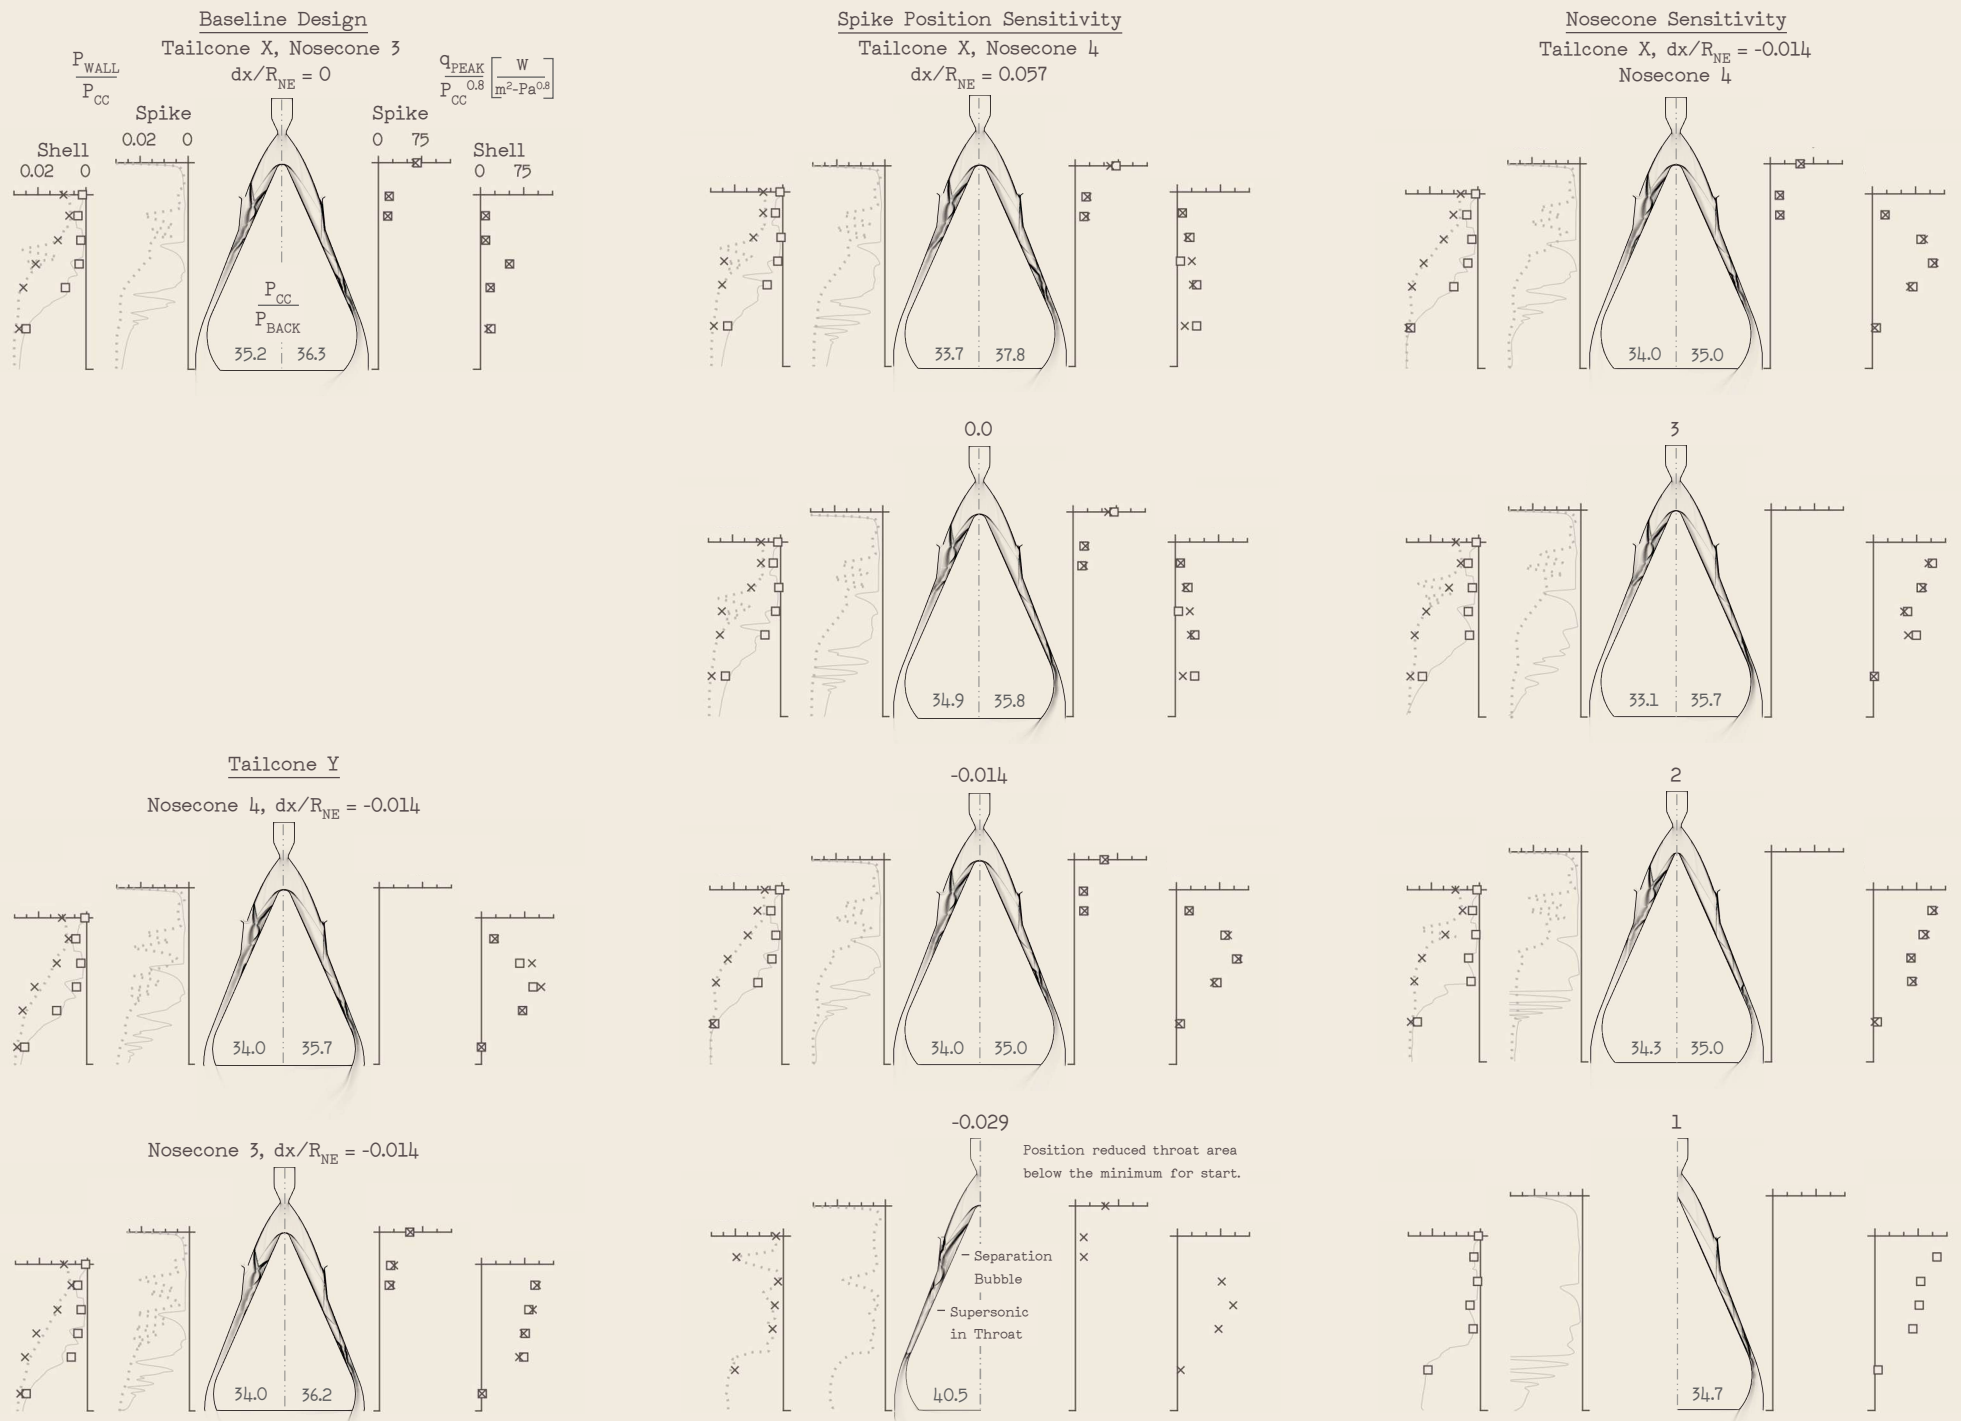 Baseline Design
Tailcone X, Nosecone 3
dx/R_NE = 0
P_WALL
P_CC
q_PEAK
P_CC^0.8
[W
m²-Pa^0.8]
Spike
0.02 0
Shell
0.02 0
Spike
0 75
Shell
0 75
P_CC
P_BACK
35.2 36.3
Spike Position Sensitivity
Tailcone X, Nosecone 4
dx/R_NE = 0.057
33.7 37.8
0.0
34.9 35.8
-0.014
34.0 35.0
-0.029
Position reduced throat area
below the minimum for start.
Separation
Bubble
Supersonic
in Throat
40.5
Nosecone Sensitivity
Tailcone X, dx/R_NE = -0.014
Nosecone 4
34.0 35.0
3
33.1 35.7
2
34.3 35.0
1
34.7
Tailcone Y
Nosecone 4, dx/R_NE = -0.014
34.0 35.7
Nosecone 3, dx/R_NE = -0.014
34.0 36.2